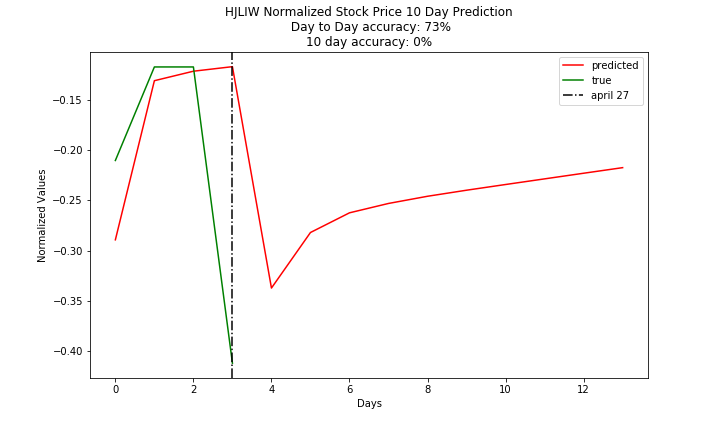 HJLIW Normalized Stock Price 10 Day Prediction
Day to Day accuracy: 73%
10 day accuracy: 0%
predicted
true
april 27
Normalized Values
−0.15
−0.20
−0.25
−0.30
−0.35
−0.40
0 2 4 6 8 10 12
Days